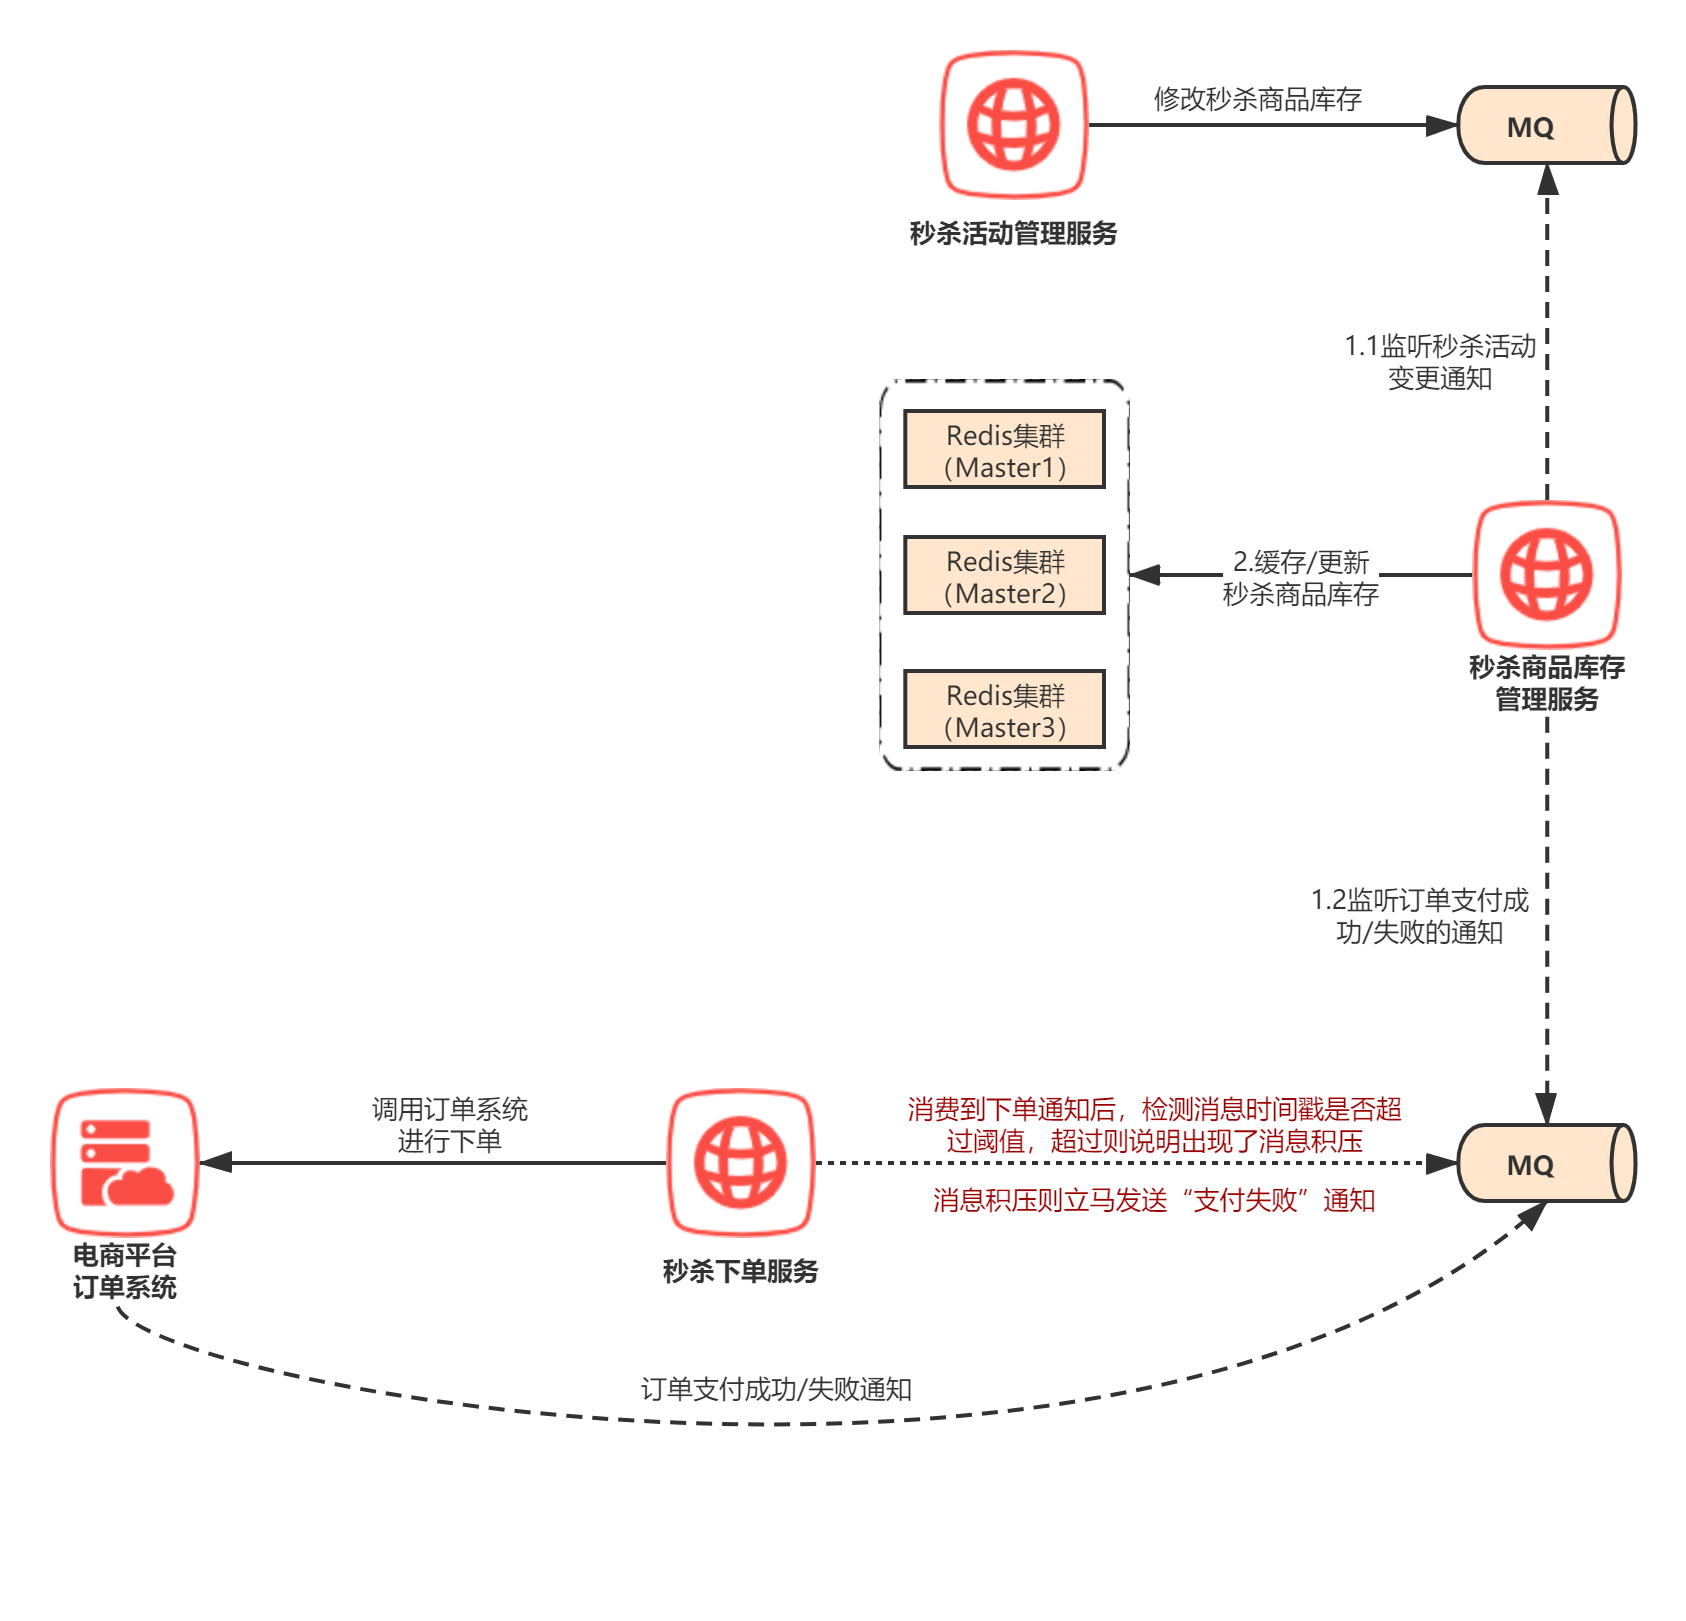 修改秒杀商品库存
MQ
秒杀活动管理服务
1.1监听秒杀活动
变更通知
Redis集群
（Master1）
Redis集群
（Master2）
Redis集群
（Master3）
2.缓存/更新
秒杀商品库存
秒杀商品库存
管理服务
1.2监听订单支付成
功/失败的通知
调用订单系统
进行下单
消费到下单通知后，检测消息时间戳是否超
过阈值，超过则说明出现了消息积压
MQ
消息积压则立马发送“支付失败”通知
电商平台
订单系统
秒杀下单服务
订单支付成功/失败通知